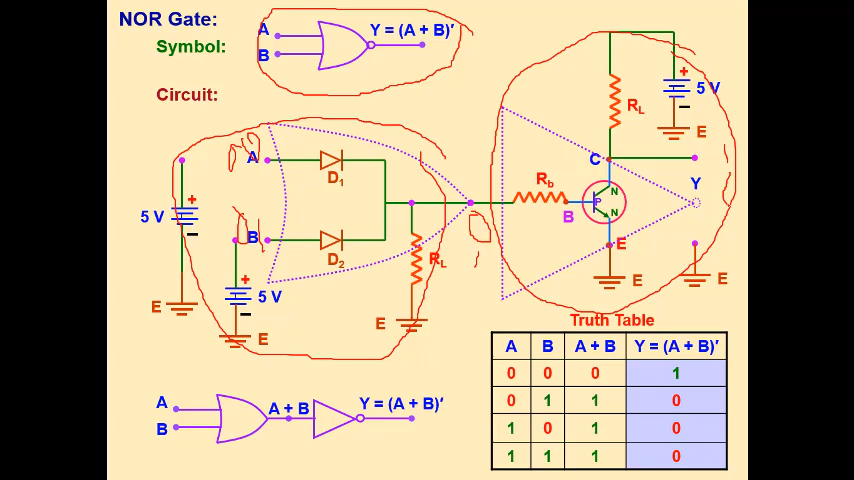 NOR Gate:
Symbol:
A
B
Y = (A + B)′
Circuit:
A
D1
B
D2
5 V
+
–
E
5 V
+
–
E
RL
E
Rb
B
C
N
P
N
E
E
RL
+
5 V
–
E
Y
E
A
B
A + B
Y = (A + B)′
Truth Table
A B A + B Y = (A + B)′
0 0 0 1
0 1 1 0
1 0 1 0
1 1 1 0